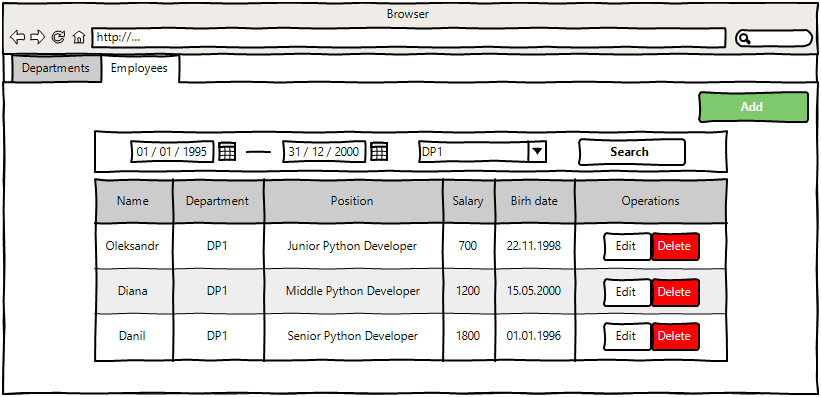 Browser
http://...
Departments Employees
Add
01 / 01 / 1995 — 31 / 12 / 2000 DP1 Search
Name Department Position Salary Birh date Operations
Oleksandr DP1 Junior Python Developer 700 22.11.1998 Edit Delete
Diana DP1 Middle Python Developer 1200 15.05.2000 Edit Delete
Danil DP1 Senior Python Developer 1800 01.01.1996 Edit Delete